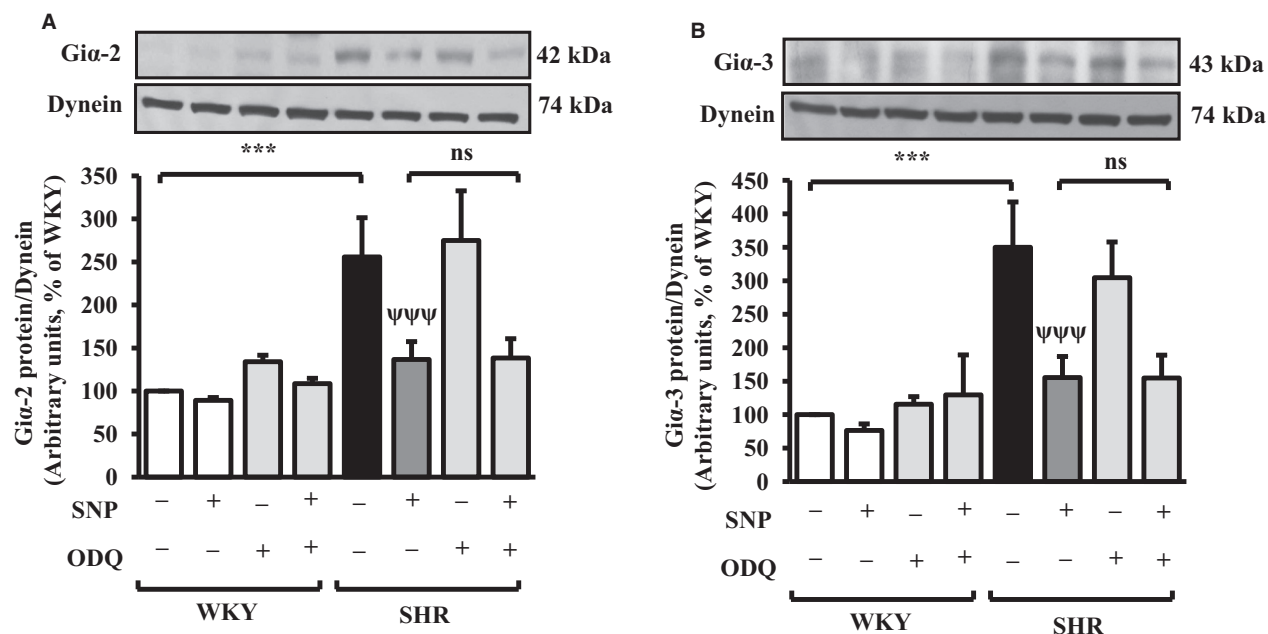 A
Giα-2
42 kDa
Dynein
74 kDa
***
ns
Giα-2 protein/Dynein
(Arbitrary units, % of WKY)
350
300
250
200
150
100
50
0
ψψψ
SNP – + – + – + – +
ODQ – – + + – – + +
WKY
SHR
B
Giα-3
43 kDa
Dynein
74 kDa
***
ns
Giα-3 protein/Dynein
(Arbitrary units, % of WKY)
450
400
350
300
250
200
150
100
50
0
ψψψ
SNP – + – + – + – +
ODQ – – + + – – + +
WKY
SHR